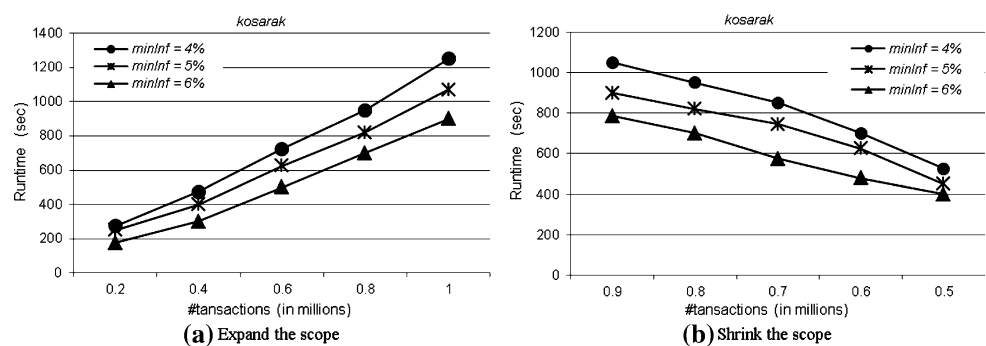 kosarak
1400
1200
1000
800
600
400
200
0
Runtime (sec)
minInf = 4%
minInf = 5%
minInf = 6%
0.2 0.4 0.6 0.8 1
#tansactions (in millions)
(a) Expand the scope
kosarak
1200
1000
800
600
400
200
0
Runtime (sec)
minInf = 4%
minInf = 5%
minInf = 6%
0.9 0.8 0.7 0.6 0.5
#tansactions (in millions)
(b) Shrink the scope